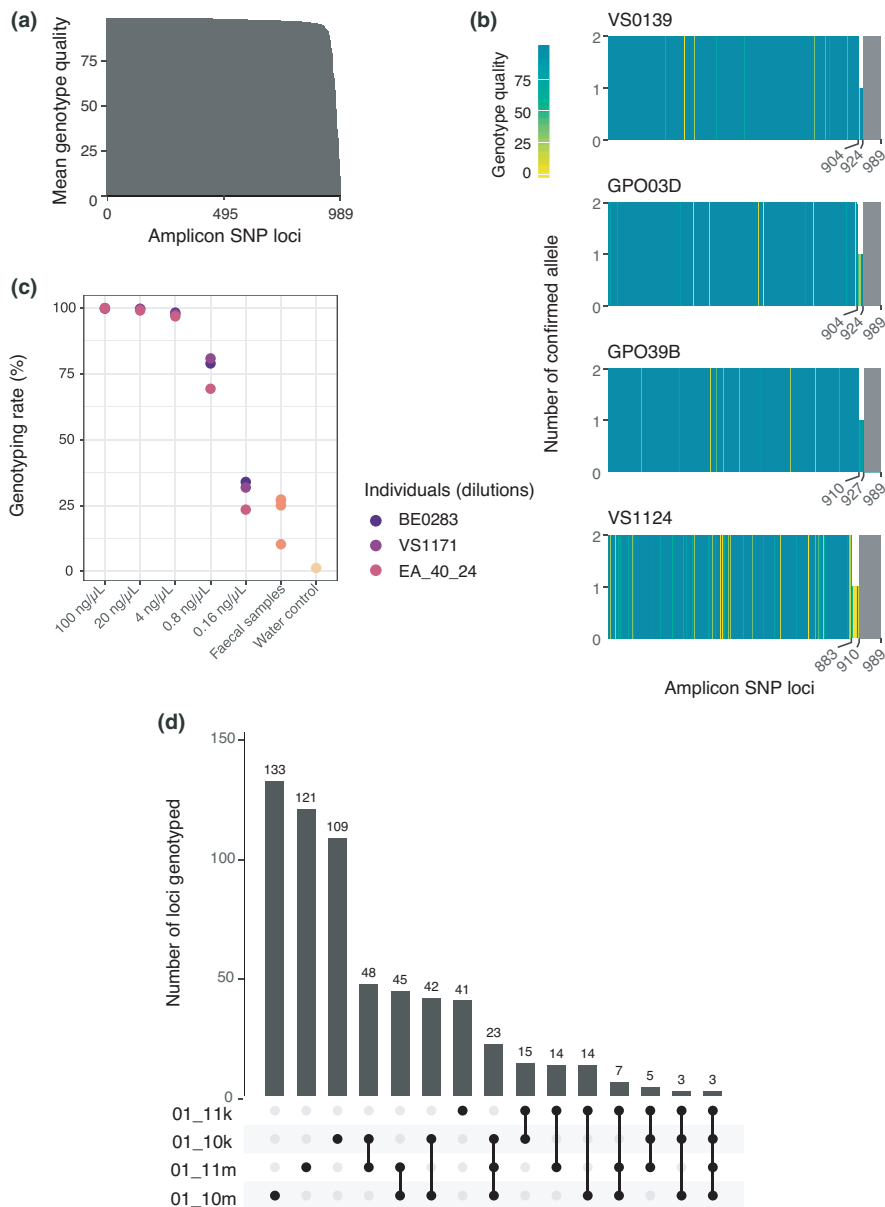 (a)
Mean genotype quality
75
50
25
0
0
495
989
Amplicon SNP loci
(b)
Genotype quality
75
50
25
0
Number of confirmed allele
VS0139
2
1
0
904
924
989
GPO03D
2
1
0
904
924
989
GPO39B
2
1
0
910
927
989
VS1124
2
1
0
883
910
989
Amplicon SNP loci
(c)
Genotyping rate (%)
100
75
50
25
0
100 ng/µL
20 ng/µL
4 ng/µL
0.8 ng/µL
0.16 ng/µL
Faecal samples
Water control
Individuals (dilutions)
BE0283
VS1171
EA_40_24
(d)
Number of loci genotyped
150
100
50
0
133
121
109
48
45
42
41
23
15
14
14
7
5
3
3
01_11k
01_10k
01_11m
01_10m